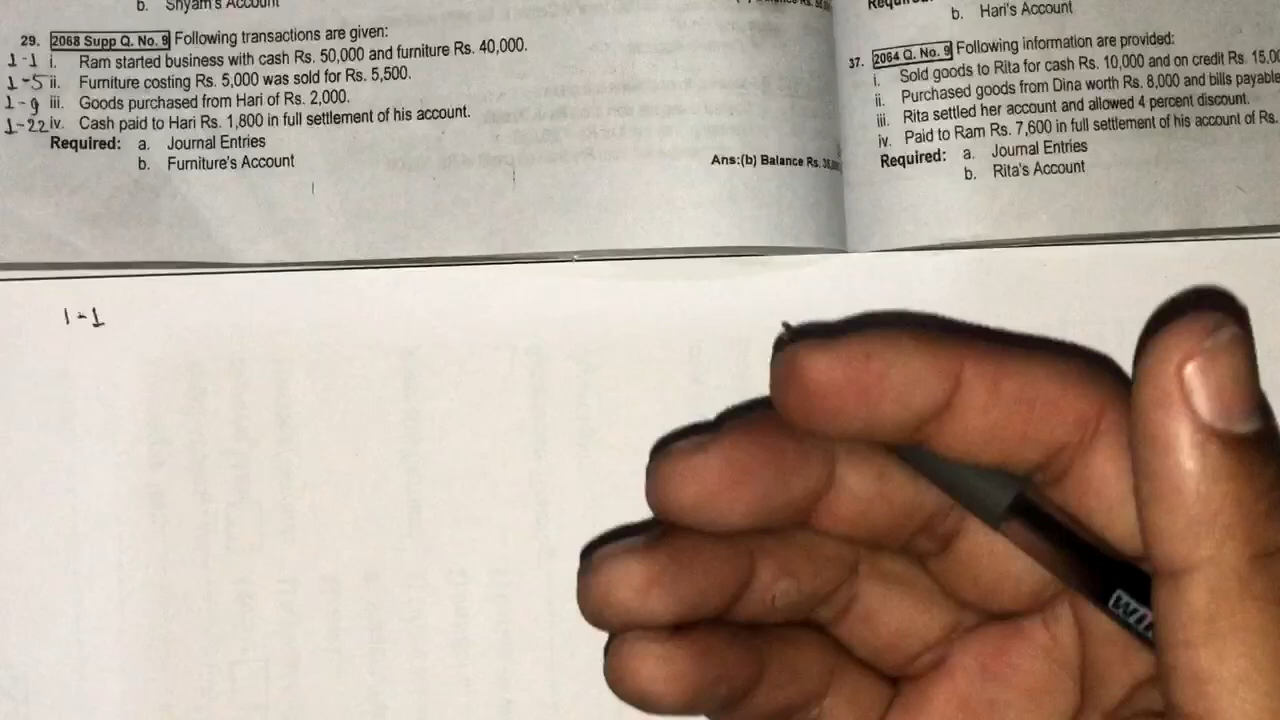 b. Shyam's Account
29. 2068 Supp Q. No. 9 Following transactions are given:
1-1 i. Ram started business with cash Rs. 50,000 and furniture Rs. 40,000.
1-5 ii. Furniture costing Rs. 5,000 was sold for Rs. 5,500.
1-9 iii. Goods purchased from Hari of Rs. 2,000.
1-22 iv. Cash paid to Hari Rs. 1,800 in full settlement of his account.
Required: a. Journal Entries
b. Furniture's Account
Ans:(b) Balance Rs.
b. Hari's Account
37. 2064 Q. No. 9 Following information are provided:
i. Sold goods to Rita for cash Rs. 10,000 and on credit Rs. 15,0
ii. Purchased goods from Dina worth Rs. 8,000 and bills payable
iii. Rita settled her account and allowed 4 percent discount.
iv. Paid to Ram Rs. 7,600 in full settlement of his account of Rs.
Required: a. Journal Entries
b. Rita's Account
1-1